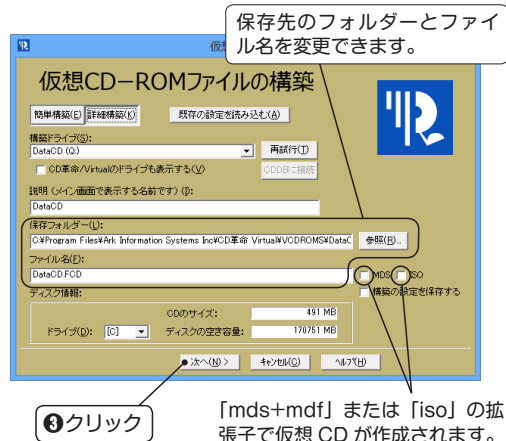 保存先のフォルダーとファイ
ル名を変更できます。
仮想
仮想CD-ROMファイルの構築
簡単構築(E) 詳細構築(K) 既存の設定を読み込む(A)
構築ドライブ(S):
DataCD (Q:) 再試行(T)
CD革命/Virtualのドライブも表示する(V) CDDBに接続
説明 (メイン画面で表示する名前です) (I):
DataCD
保存フォルダー(L):
C:¥Program Files¥Ark Information Systems Inc¥CD革命 Virtual¥VCDROMS¥DataC 参照(R)..
ファイル名(F):
DataCD.FCD MDS ISO
ディスク情報: 構築の設定を保存する
CDのサイズ: 491 MB
ドライブ(D): [C] ディスクの空き容量: 170751 MB
次へ(N) > キャンセル(C) ヘルプ(H)
❸クリック
「mds+mdf」または「iso」の拡
張子で仮想 CD が作成されます。